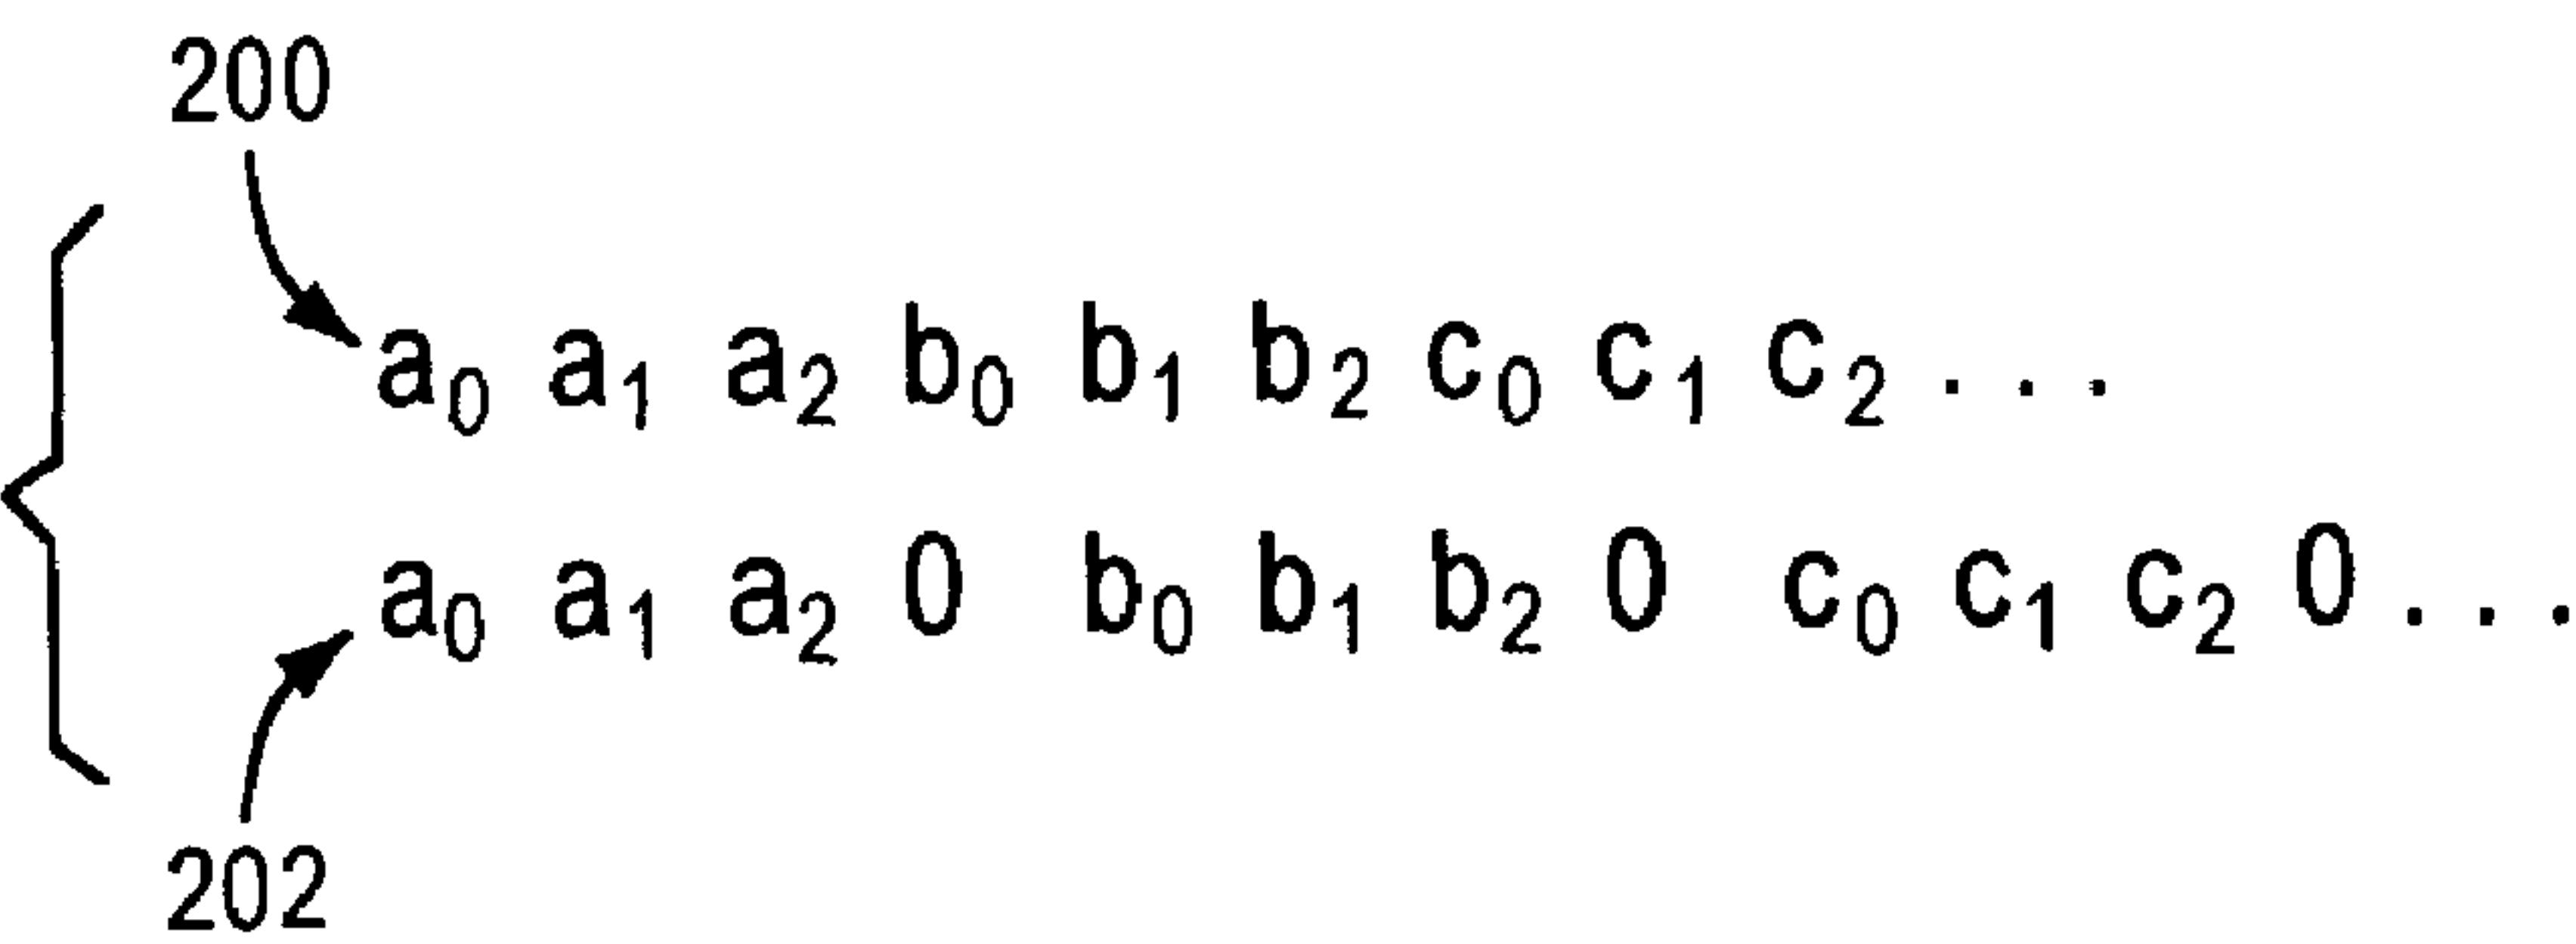 200
a₀ a₁ a₂ b₀ b₁ b₂ c₀ c₁ c₂ . . .
a₀ a₁ a₂ 0 b₀ b₁ b₂ 0 c₀ c₁ c₂ 0 . . .
202